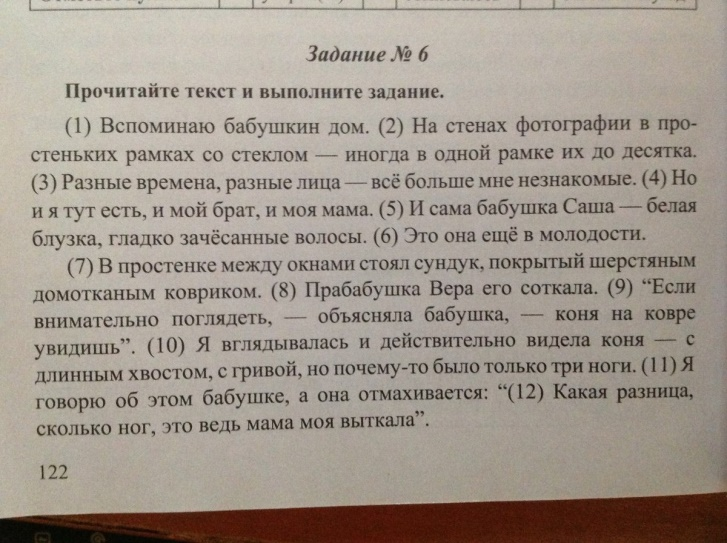 Задание № 6
Прочитайте текст и выполните задание.
(1) Вспоминаю бабушкин дом. (2) На стенах фотографии в про-
стеньких рамках со стеклом — иногда в одной рамке их до десятка.
(3) Разные времена, разные лица — всё больше мне незнакомые. (4) Но
и я тут есть, и мой брат, и моя мама. (5) И сама бабушка Саша — белая
блузка, гладко зачёсанные волосы. (6) Это она ещё в молодости.
(7) В простенке между окнами стоял сундук, покрытый шерстяным
домотканым ковриком. (8) Прабабушка Вера его соткала. (9) “Если
внимательно поглядеть, — объясняла бабушка, — коня на ковре
увидишь”. (10) Я вглядывалась и действительно видела коня — с
длинным хвостом, с гривой, но почему-то было только три ноги. (11) Я
говорю об этом бабушке, а она отмахивается: “(12) Какая разница,
сколько ног, это ведь мама моя выткала”.
122